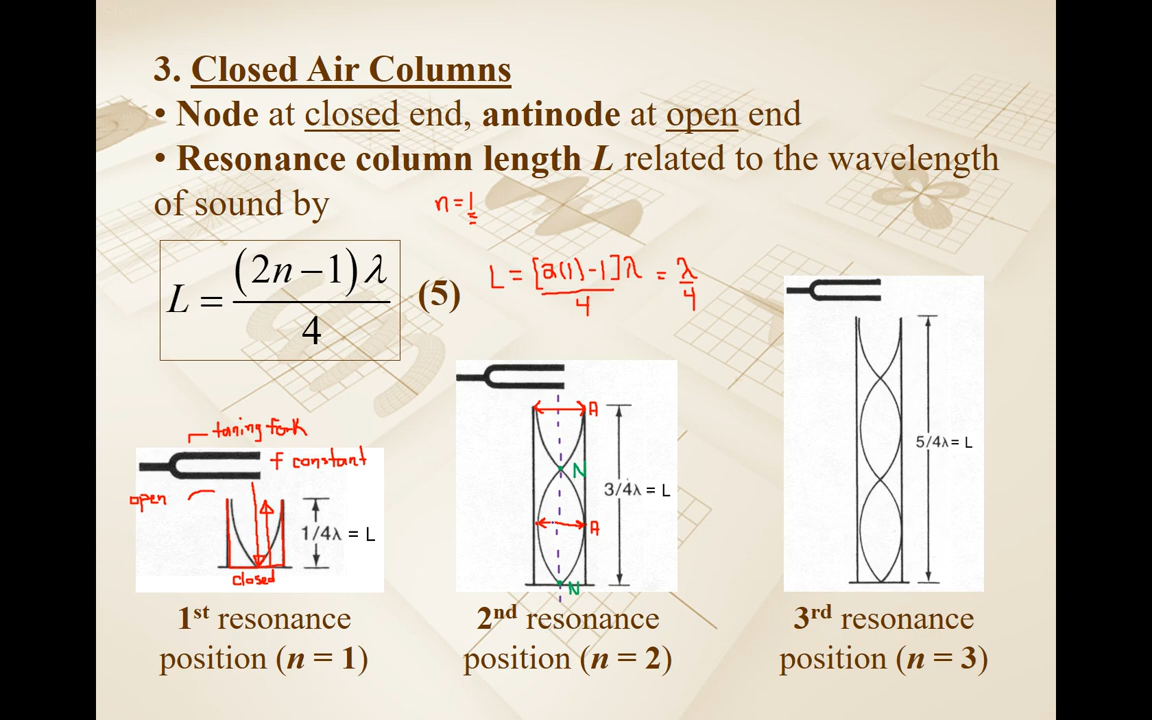 3. Closed Air Columns
• Node at closed end, antinode at open end
• Resonance column length L related to the wavelength
of sound by
n = 1
L = (2n − 1) λ / 4
(5)
L = [2(1) - 1] λ / 4 = λ / 4
tuning fork
f constant
open
1/4λ = L
closed
A
N
3/4λ = L
A
N
5/4λ = L
1st resonance
position (n = 1)
2nd resonance
position (n = 2)
3rd resonance
position (n = 3)